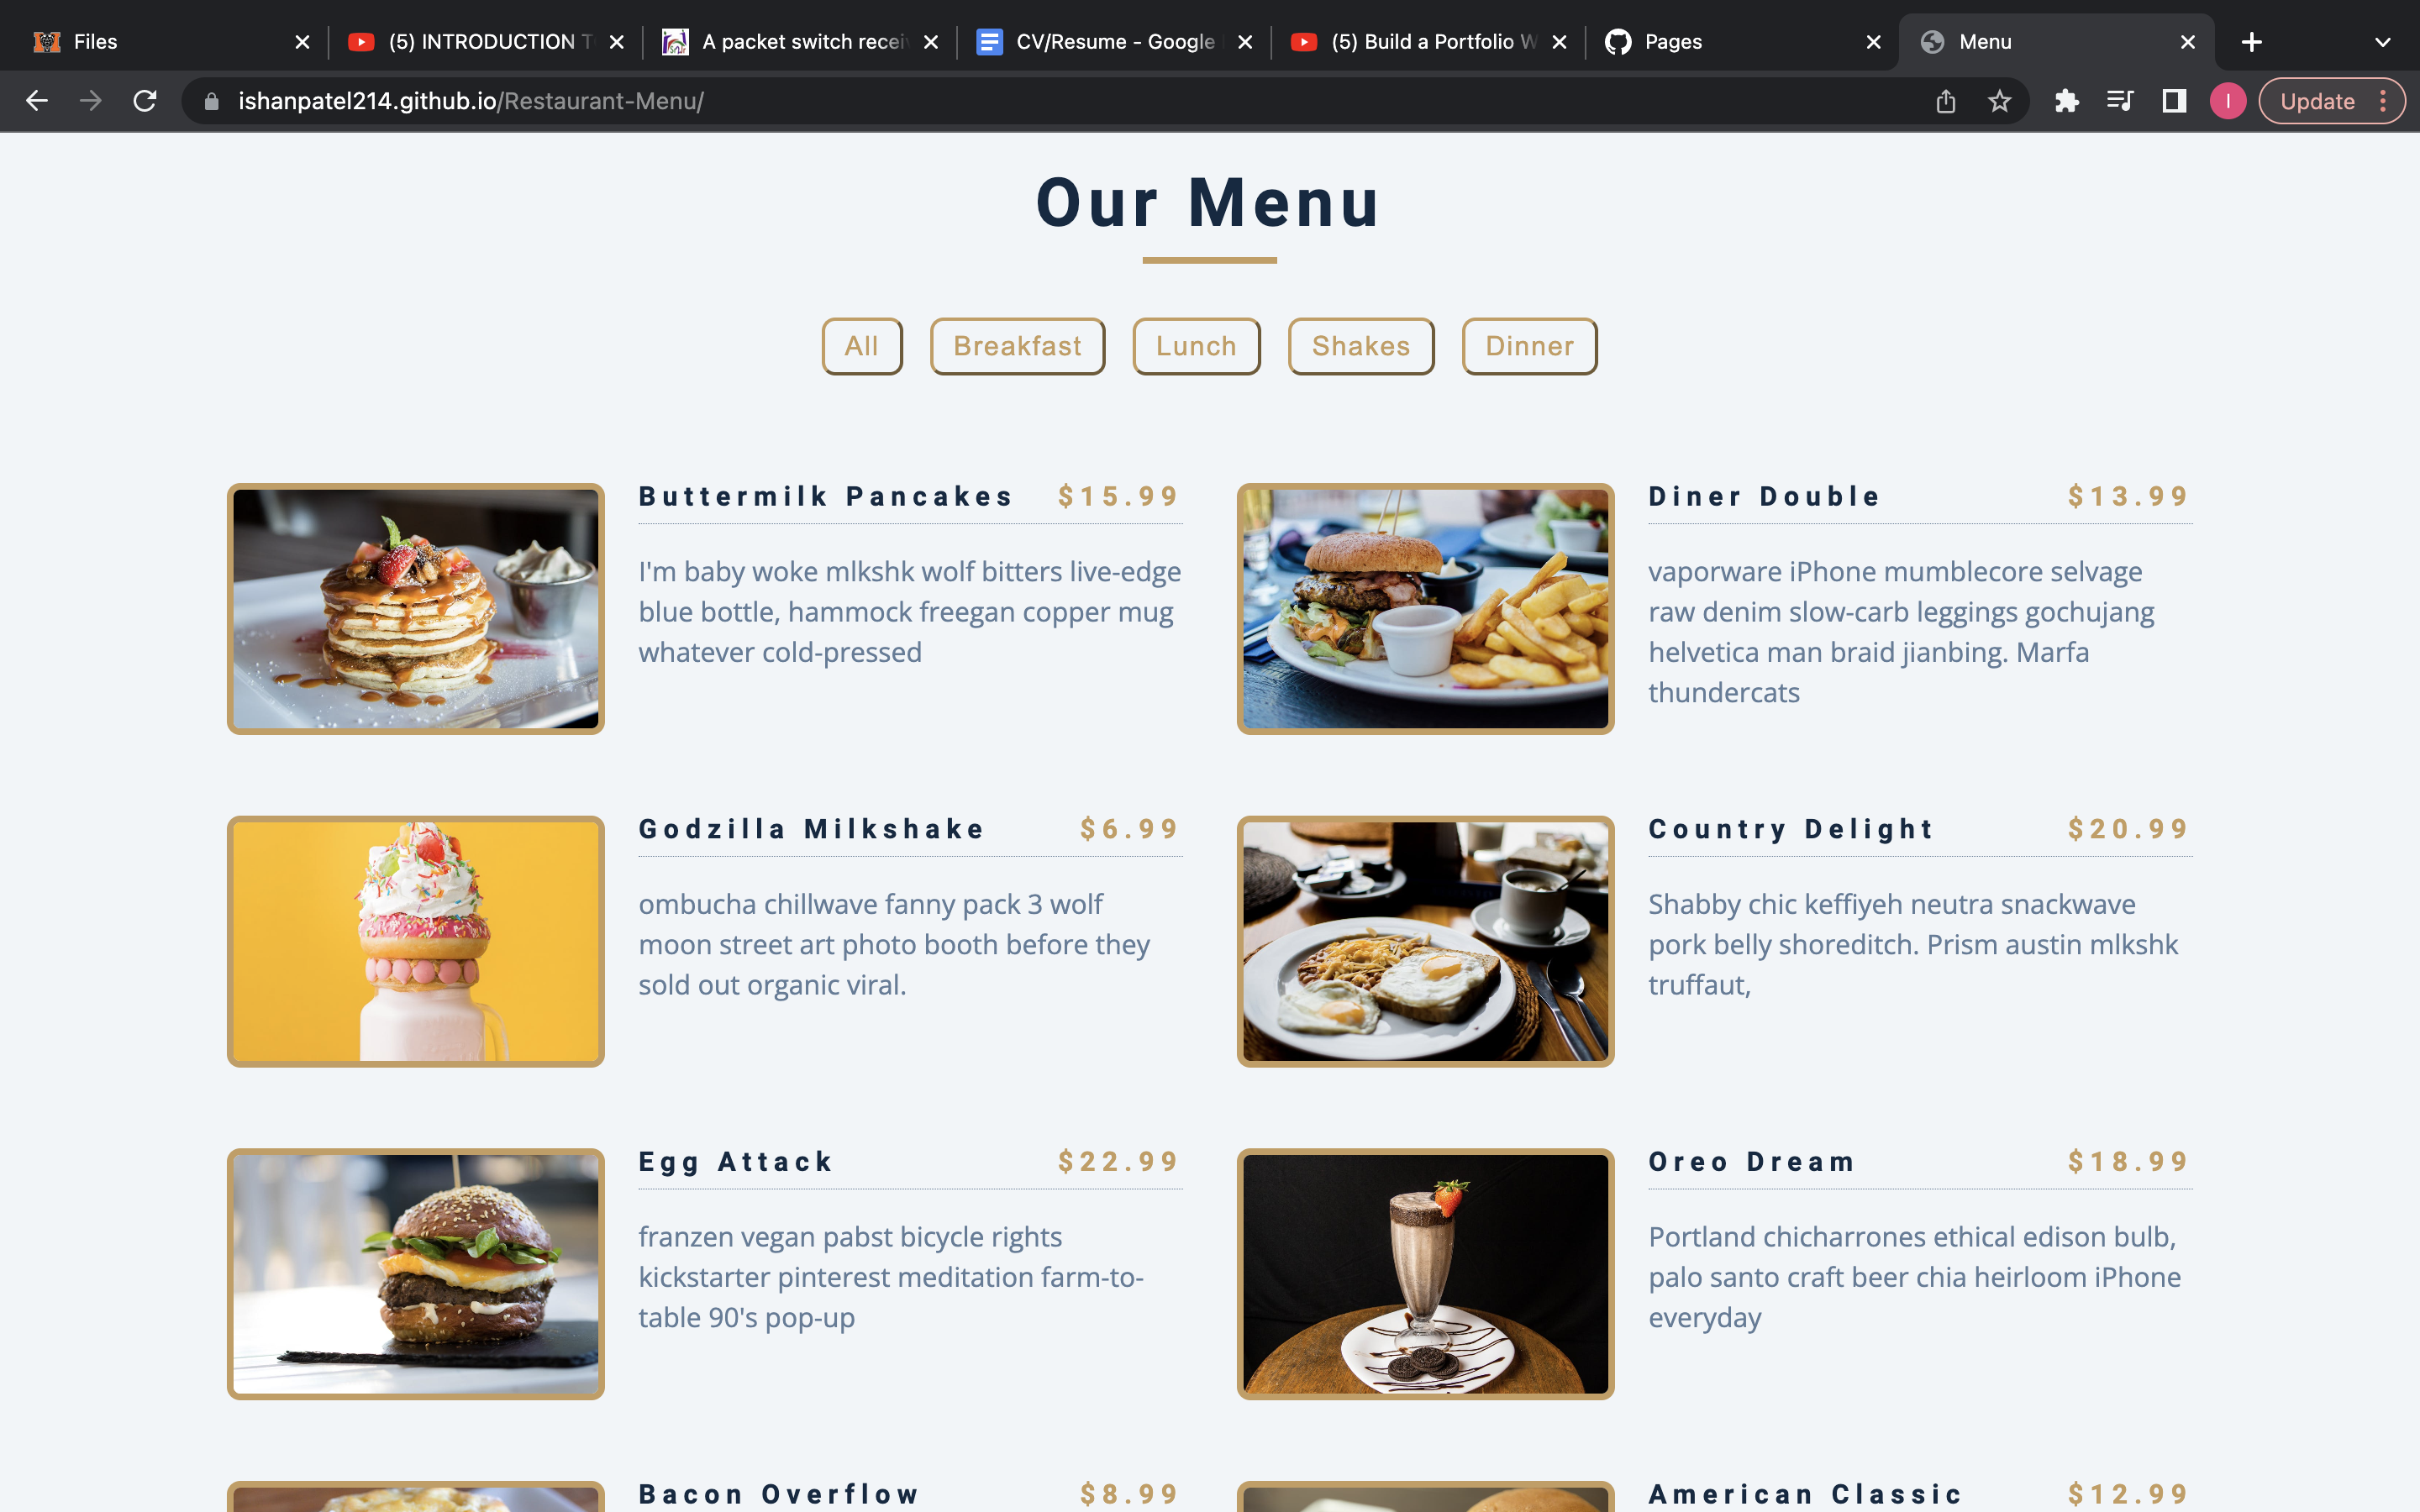 Files
(5) INTRODUCTION T
A packet switch recei
CV/Resume - Google
(5) Build a Portfolio W
Pages
Menu
ishanpatel214.github.io/Restaurant-Menu/
I
Update
Our Menu
All
Breakfast
Lunch
Shakes
Dinner
Buttermilk Pancakes $15.99
I'm baby woke mlkshk wolf bitters live-edge
blue bottle, hammock freegan copper mug
whatever cold-pressed
Diner Double $13.99
vaporware iPhone mumblecore selvage
raw denim slow-carb leggings gochujang
helvetica man braid jianbing. Marfa
thundercats
Godzilla Milkshake $6.99
ombucha chillwave fanny pack 3 wolf
moon street art photo booth before they
sold out organic viral.
Country Delight $20.99
Shabby chic keffiyeh neutra snackwave
pork belly shoreditch. Prism austin mlkshk
truffaut,
Egg Attack $22.99
franzen vegan pabst bicycle rights
kickstarter pinterest meditation farm-to-
table 90's pop-up
Oreo Dream $18.99
Portland chicharrones ethical edison bulb,
palo santo craft beer chia heirloom iPhone
everyday
Bacon Overflow $8.99
American Classic $12.99